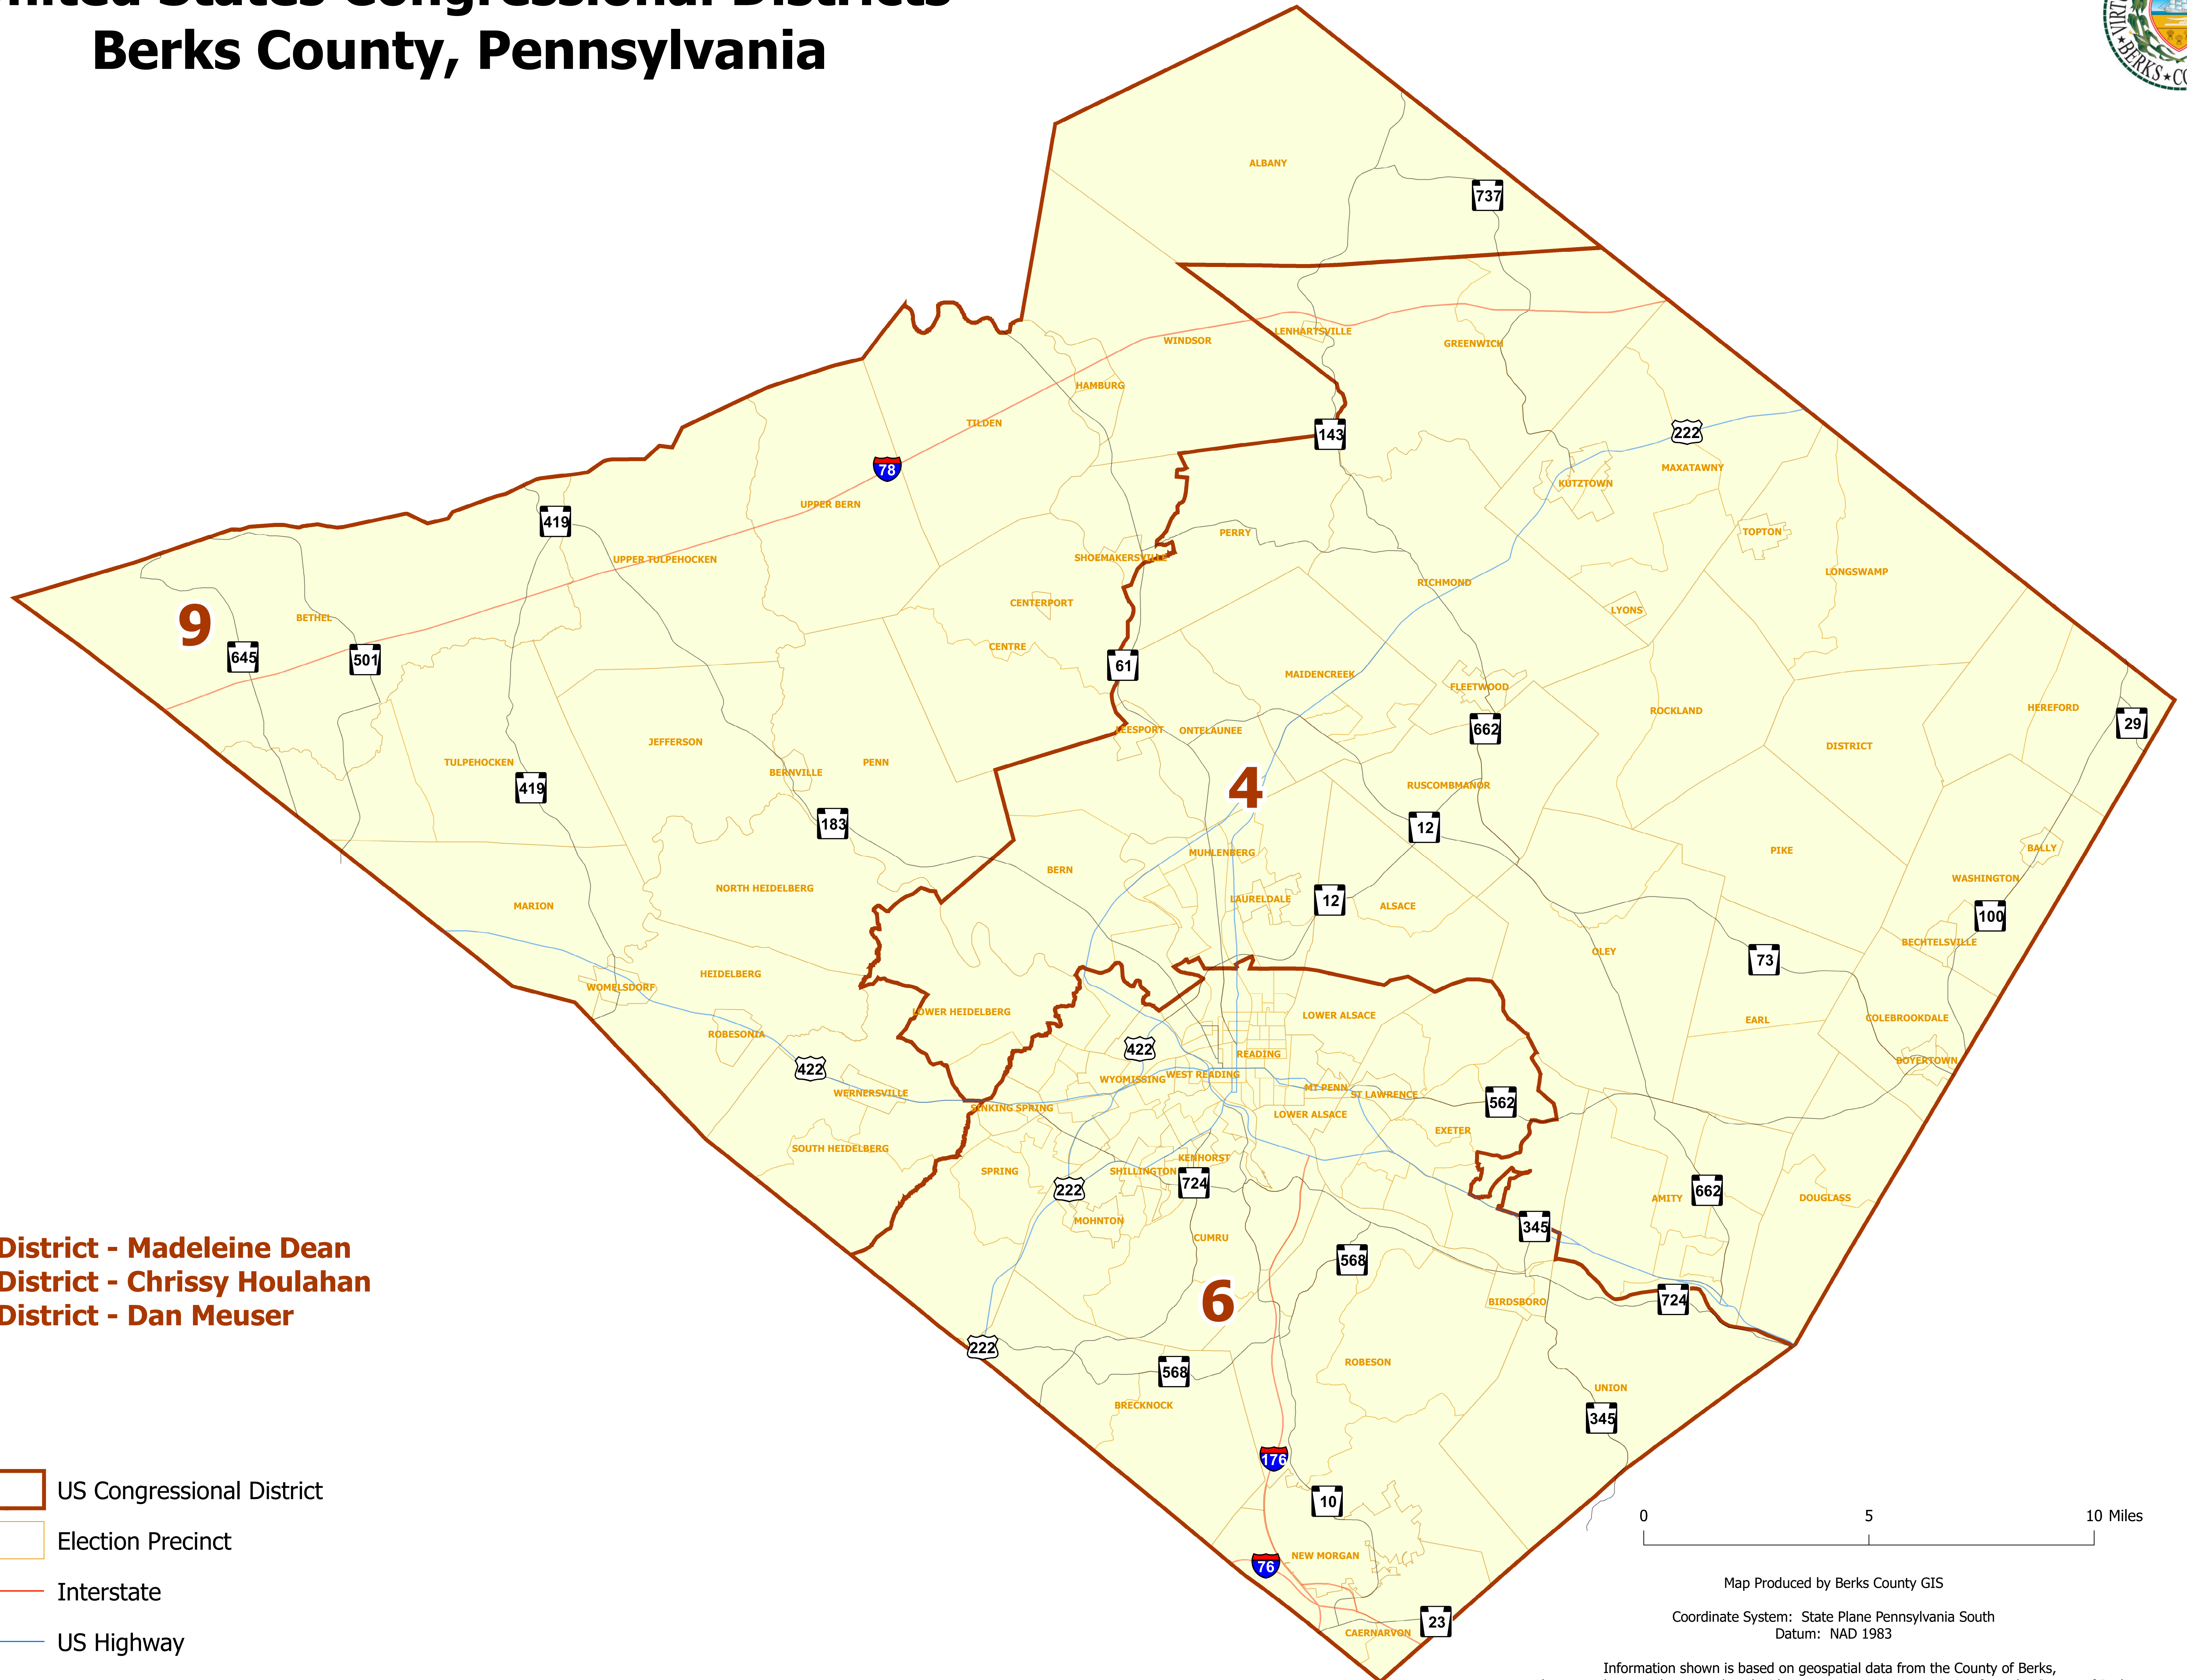 United States Congressional Districts
Berks County, Pennsylvania
BERKS
ALBANY
737
LENHARTSVILLE
WINDSOR
GREENWICH
HAMBURG
TILDEN
143
222
78
MAXATAWNY
KUTZTOWN
UPPER BERN
419
PERRY
TOPTON
SHOEMAKERSVILLE
UPPER TULPEHOCKEN
LONGSWAMP
RICHMOND
CENTERPORT
LYONS
BETHEL
9
CENTRE
645
501
61
MAIDENCREEK
FLEETWOOD
HEREFORD
ROCKLAND
29
662
LEESPORT
ONTELAUNEE
JEFFERSON
DISTRICT
TULPEHOCKEN
PENN
BERNVILLE
419
4
RUSCOMBMANOR
183
12
BALLY
PIKE
MUHLENBERG
BERN
WASHINGTON
NORTH HEIDELBERG
LAURELDALE
12
ALSACE
MARION
100
BECHTELSVILLE
OLEY
73
HEIDELBERG
WOMELSDORF
LOWER HEIDELBERG
LOWER ALSACE
COLEBROOKDALE
EARL
ROBESONIA
422
READING
BOYERTOWN
422
WYOMISSING
WEST READING
MT PENN
ST LAWRENCE
WERNERSVILLE
562
SINKING SPRING
LOWER ALSACE
EXETER
SOUTH HEIDELBERG
KENHORST
SPRING
SHILLINGTON
724
222
662
AMITY
DOUGLASS
MOHNTON
345
CUMRU
District - Madeleine Dean
568
District - Chrissy Houlahan
6
BIRDSBORO
724
District - Dan Meuser
222
ROBESON
568
UNION
BRECKNOCK
345
176
US Congressional District
10
0 5 10 Miles
Election Precinct
NEW MORGAN
76
Interstate
Map Produced by Berks County GIS
Coordinate System: State Plane Pennsylvania South
23
CAERNARVON
Datum: NAD 1983
US Highway
Information shown is based on geospatial data from the County of Berks,